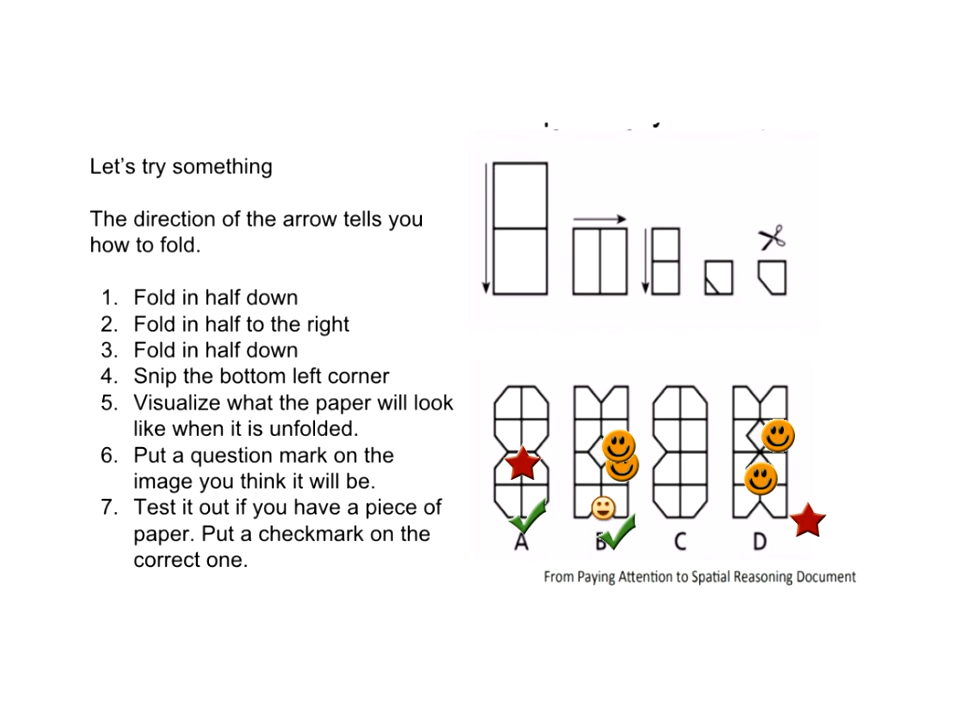 Let's try something
The direction of the arrow tells you
how to fold.
1. Fold in half down
2. Fold in half to the right
3. Fold in half down
4. Snip the bottom left corner
5. Visualize what the paper will look
like when it is unfolded.
6. Put a question mark on the
image you think it will be.
7. Test it out if you have a piece of
paper. Put a checkmark on the
correct one.
A B C D
From Paying Attention to Spatial Reasoning Document